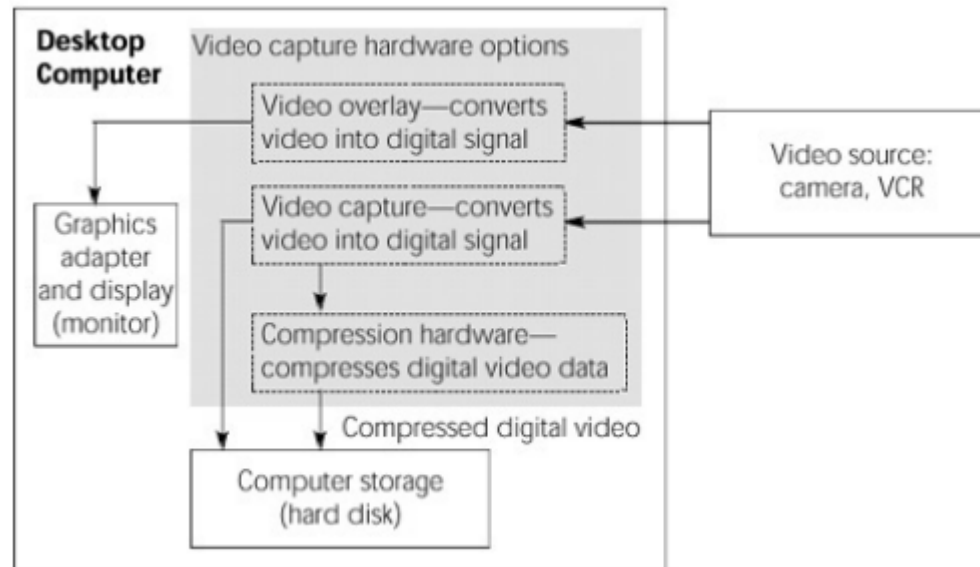 Desktop
Computer
Video capture hardware options
Video overlay—converts
video into digital signal
Video source:
camera, VCR
Video capture—converts
video into digital signal
Graphics
adapter
and display
(monitor)
Compression hardware—
compresses digital video data
Compressed digital video
Computer storage
(hard disk)